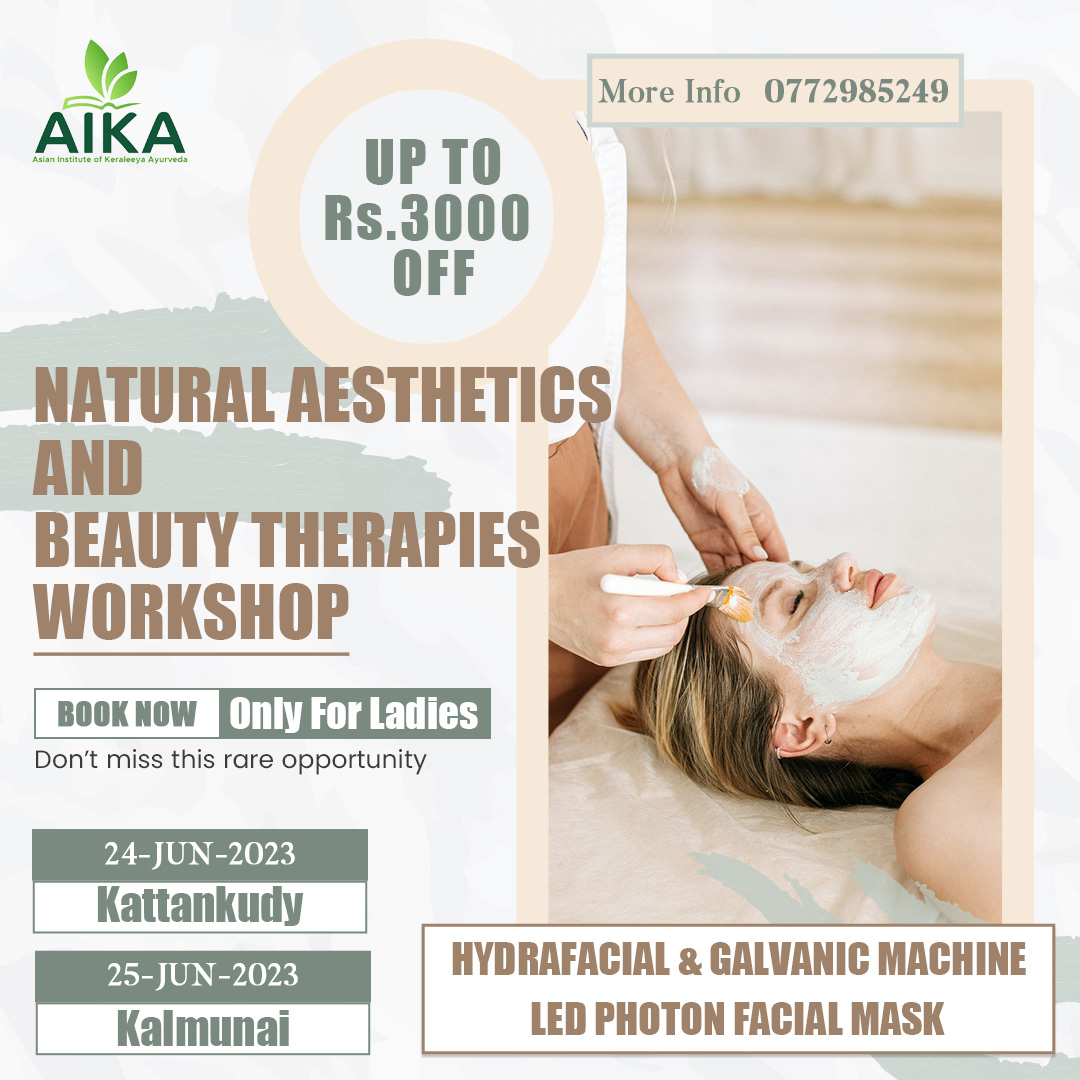 AIKA
Asian Institute of Keraleeya Ayurveda
More Info 0772985249
UP TO
Rs.3000
OFF
NATURAL AESTHETICS
AND
BEAUTY THERAPIES
WORKSHOP
BOOK NOW Only For Ladies
Don't miss this rare opportunity
24-JUN-2023
Kattankudy
25-JUN-2023
Kalmunai
HYDRAFACIAL & GALVANIC MACHINE
LED PHOTON FACIAL MASK